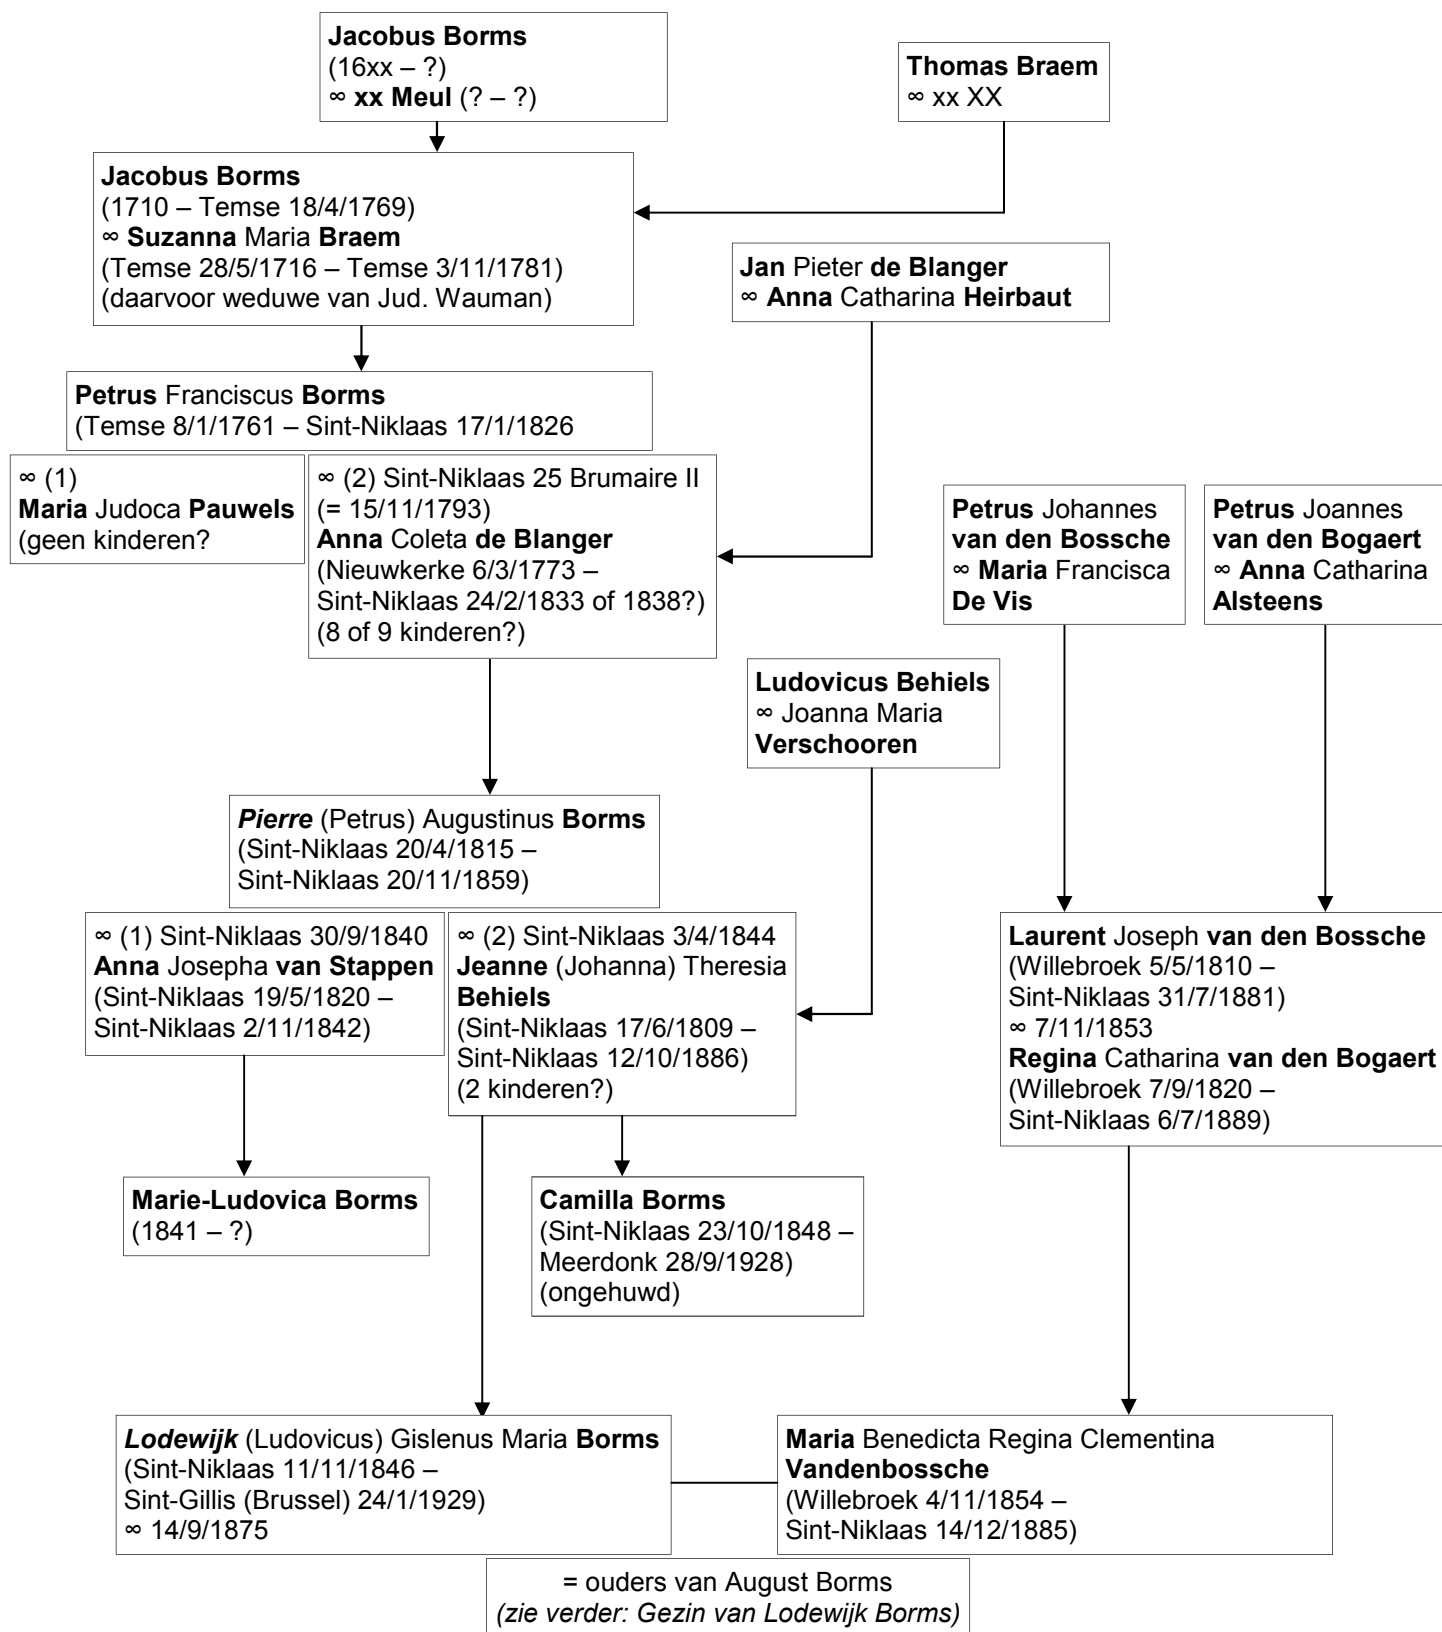 Jacobus Borms
(16xx – ?)
∞ xx Meul (? – ?)
Thomas Braem
∞ xx XX
Jacobus Borms
(1710 – Temse 18/4/1769)
∞ Suzanna Maria Braem
(Temse 28/5/1716 – Temse 3/11/1781)
(daarvoor weduwe van Jud. Wauman)
Jan Pieter de Blanger
∞ Anna Catharina Heirbaut
Petrus Franciscus Borms
(Temse 8/1/1761 – Sint-Niklaas 17/1/1826
∞ (1)
Maria Judoca Pauwels
(geen kinderen?
∞ (2) Sint-Niklaas 25 Brumaire II
(= 15/11/1793)
Anna Coleta de Blanger
(Nieuwkerke 6/3/1773 –
Sint-Niklaas 24/2/1833 of 1838?)
(8 of 9 kinderen?)
Petrus Johannes
van den Bossche
∞ Maria Francisca
De Vis
Petrus Joannes
van den Bogaert
∞ Anna Catharina
Alsteens
Ludovicus Behiels
∞ Joanna Maria
Verschooren
Pierre (Petrus) Augustinus Borms
(Sint-Niklaas 20/4/1815 –
Sint-Niklaas 20/11/1859)
∞ (1) Sint-Niklaas 30/9/1840
Anna Josepha van Stappen
(Sint-Niklaas 19/5/1820 –
Sint-Niklaas 2/11/1842)
∞ (2) Sint-Niklaas 3/4/1844
Jeanne (Johanna) Theresia
Behiels
(Sint-Niklaas 17/6/1809 –
Sint-Niklaas 12/10/1886)
(2 kinderen?)
Laurent Joseph van den Bossche
(Willebroek 5/5/1810 –
Sint-Niklaas 31/7/1881)
∞ 7/11/1853
Regina Catharina van den Bogaert
(Willebroek 7/9/1820 –
Sint-Niklaas 6/7/1889)
Marie-Ludovica Borms
(1841 – ?)
Camilla Borms
(Sint-Niklaas 23/10/1848 –
Meerdonk 28/9/1928)
(ongehuwd)
Lodewijk (Ludovicus) Gislenus Maria Borms
(Sint-Niklaas 11/11/1846 –
Sint-Gillis (Brussel) 24/1/1929)
∞ 14/9/1875
Maria Benedicta Regina Clementina
Vandenbossche
(Willebroek 4/11/1854 –
Sint-Niklaas 14/12/1885)
= ouders van August Borms
(zie verder: Gezin van Lodewijk Borms)